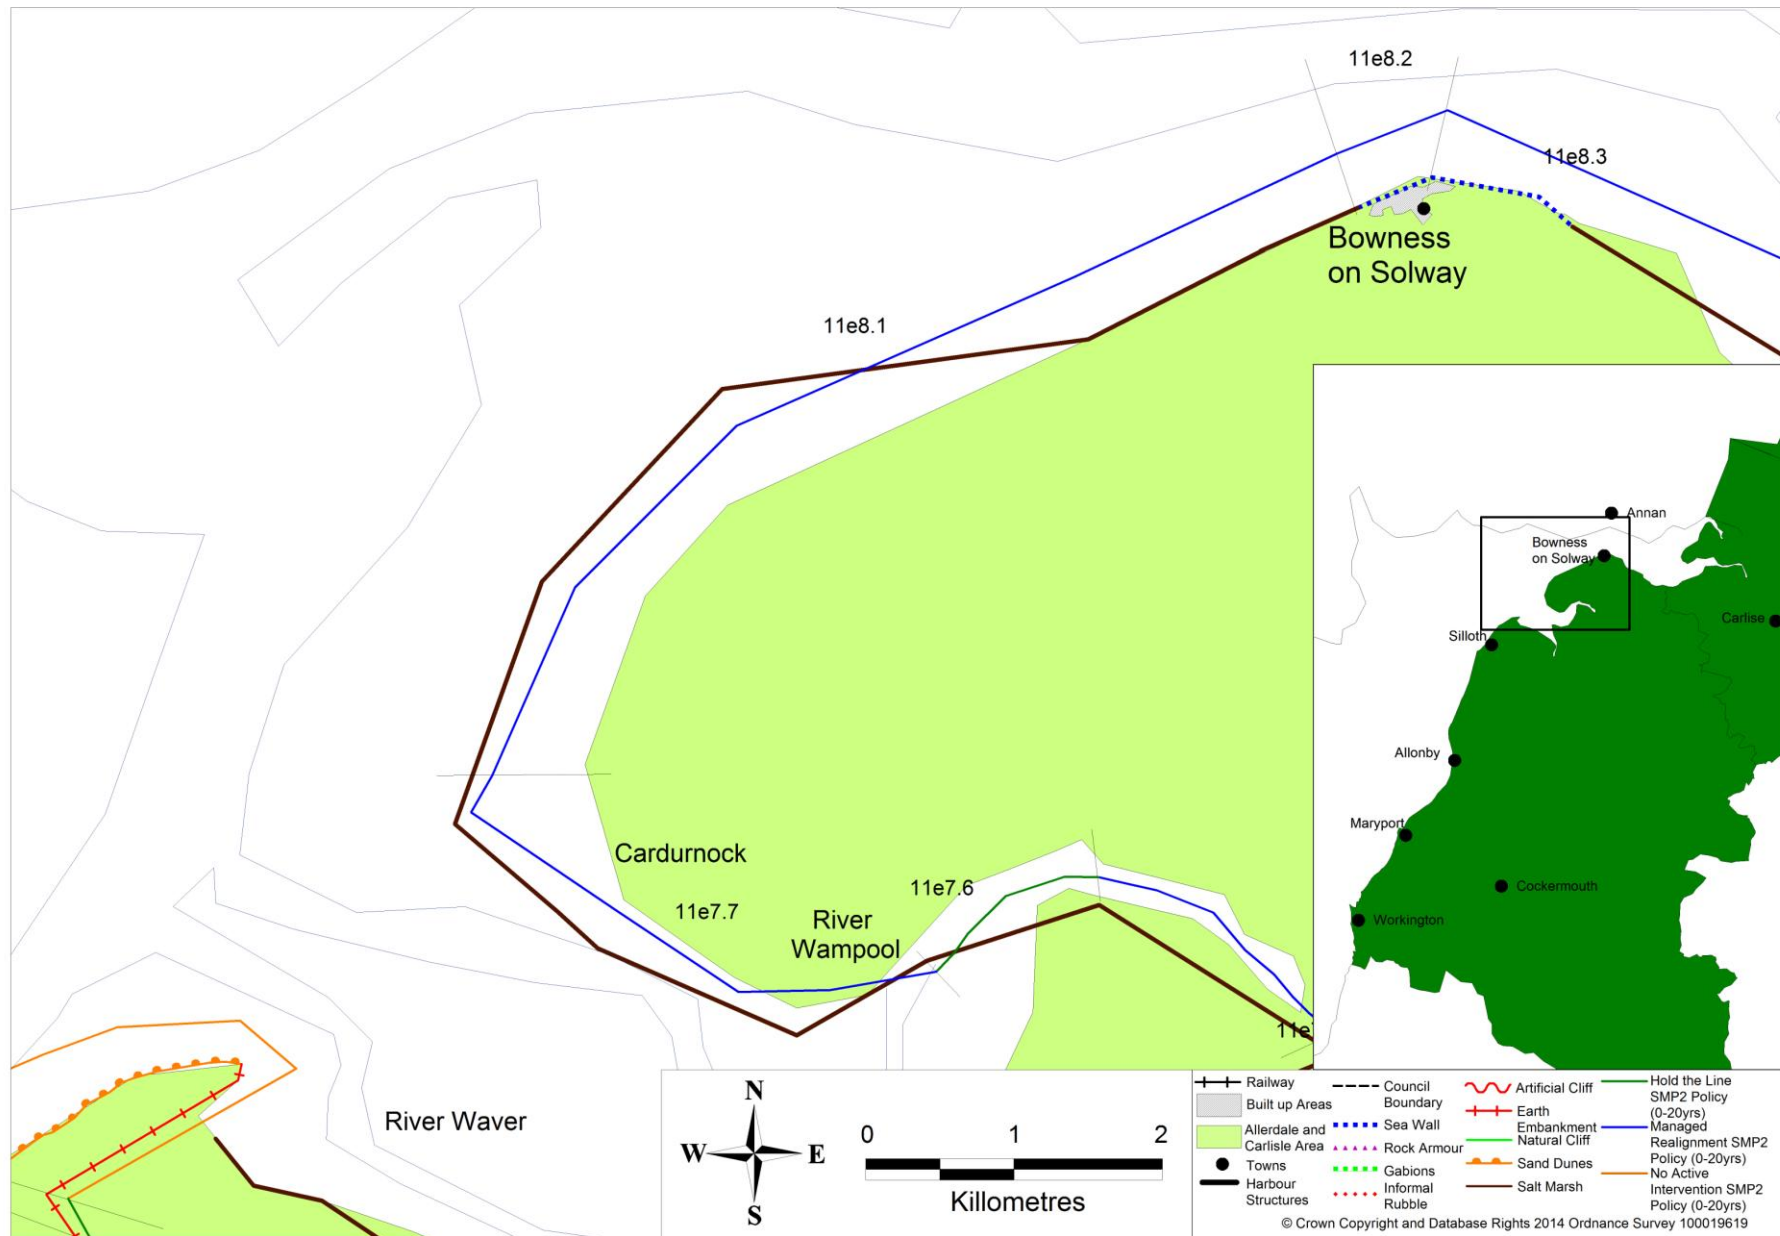 11e8.2
11e8.3
Bowness
on Solway
11e8.1
Cardurnock
11e7.7
11e7.6
River
Wampool
River Waver
Annan
Bowness
on Solway
Carlise
Silloth
Allonby
Maryport
Cockermouth
Workington
N
W
E
S
0
1
2
Killometres
Railway
Built up Areas
Allerdale and
Carlisle Area
Towns
Harbour
Structures
Council
Boundary
Sea Wall
Rock Armour
Gabions
Informal
Rubble
Artificial Cliff
Earth
Embankment
Natural Cliff
Sand Dunes
Salt Marsh
Hold the Line
SMP2 Policy
(0-20yrs)
Managed
Realignment SMP2
Policy (0-20yrs)
No Active
Intervention SMP2
Policy (0-20yrs)
© Crown Copyright and Database Rights 2014 Ordnance Survey 100019619